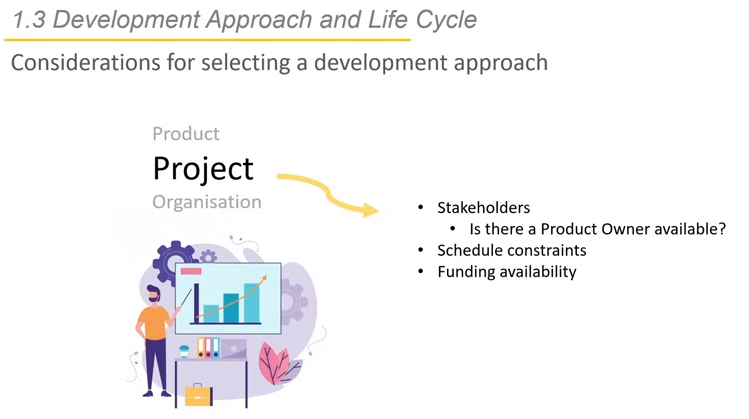 1.3 Development Approach and Life Cycle
Considerations for selecting a development approach
Product
Project
Organisation
• Stakeholders
• Is there a Product Owner available?
• Schedule constraints
• Funding availability